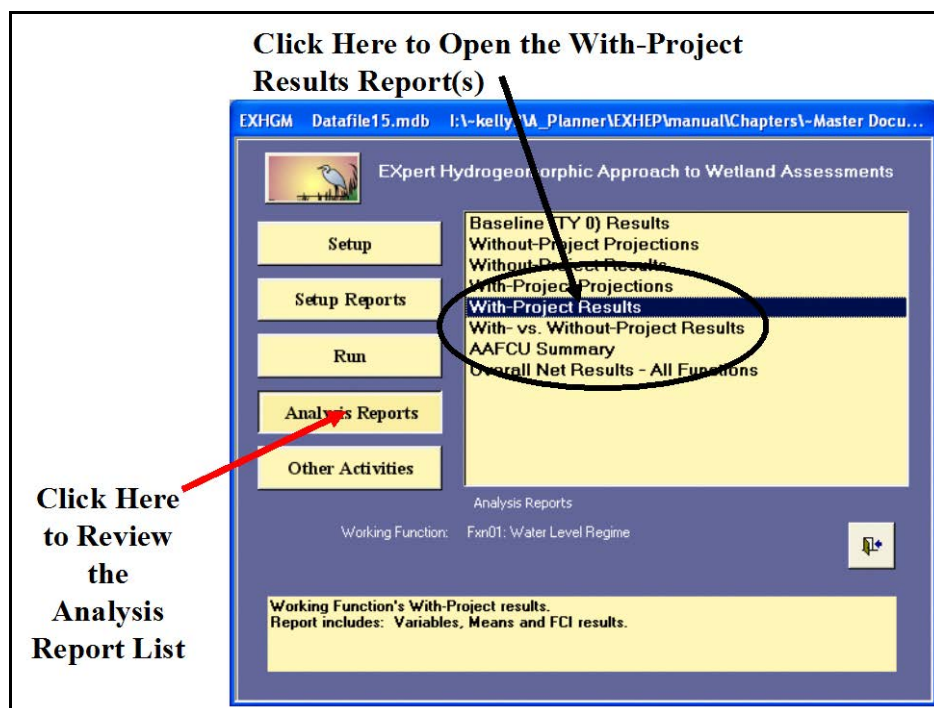 Click Here to Open the With-Project
Results Report(s)
EXHGM Datafile15.mdb I:\~kelly\A_Planner\EXHEP\manual\Chapters\~Master Docu...
EXpert Hydrogeomorphic Approach to Wetland Assessments
Setup
Setup Reports
Run
Analysis Reports
Other Activities
Baseline (TY 0) Results
Without-Project Projections
Without-Project Results
With-Project Projections
With-Project Results
With- vs. Without-Project Results
AAFCU Summary
Overall Net Results - All Functions
Analysis Reports
Working Function: Fxn01: Water Level Regime
Working Function's With-Project results.
Report includes: Variables, Means and FCI results.
Click Here
to Review
the
Analysis
Report List